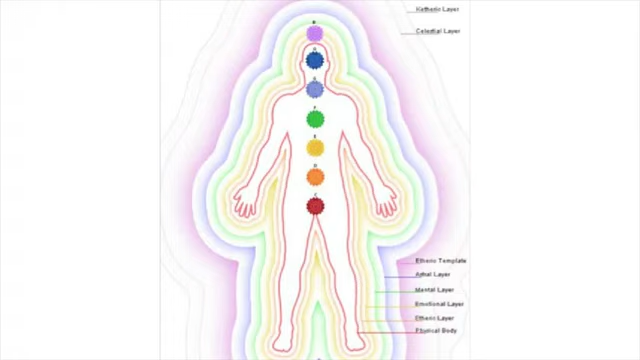 Ketheric Layer
Celestial Layer
B
A
G
F
E
D
C
Etheric Template
Astral Layer
Mental Layer
Emotional Layer
Etheric Layer
Physical Body